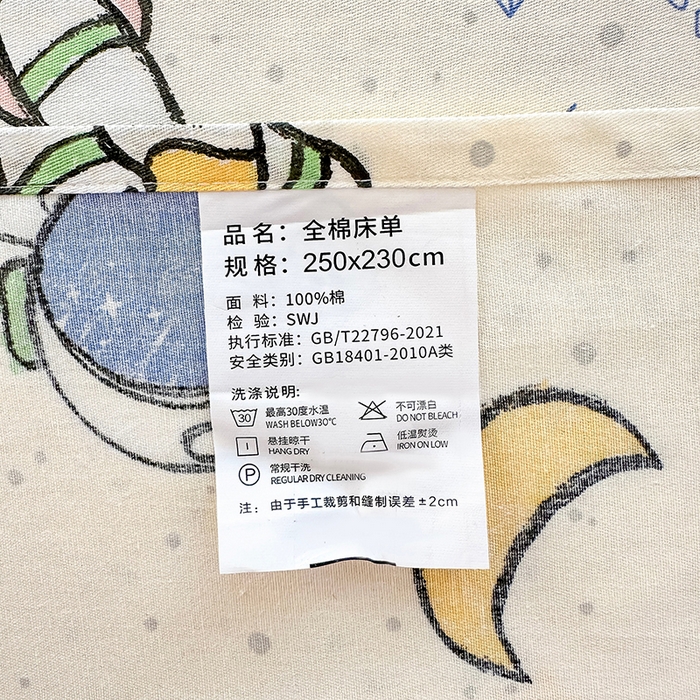 品 名：全棉床单
规 格：250x230cm
面 料：100%棉
检 验：SWJ
执行标准：GB/T22796-2021
安全类别：GB18401-2010A类
洗涤说明:
30 最高30度水温 不可漂白
WASH BELOW30℃ DO NOT BLEACH
悬挂晾干 低温熨烫
HANG DRY IRON ON LOW
P 常规干洗
REGULAR DRY CLEANING
注： 由于手工裁剪和缝制误差±2cm